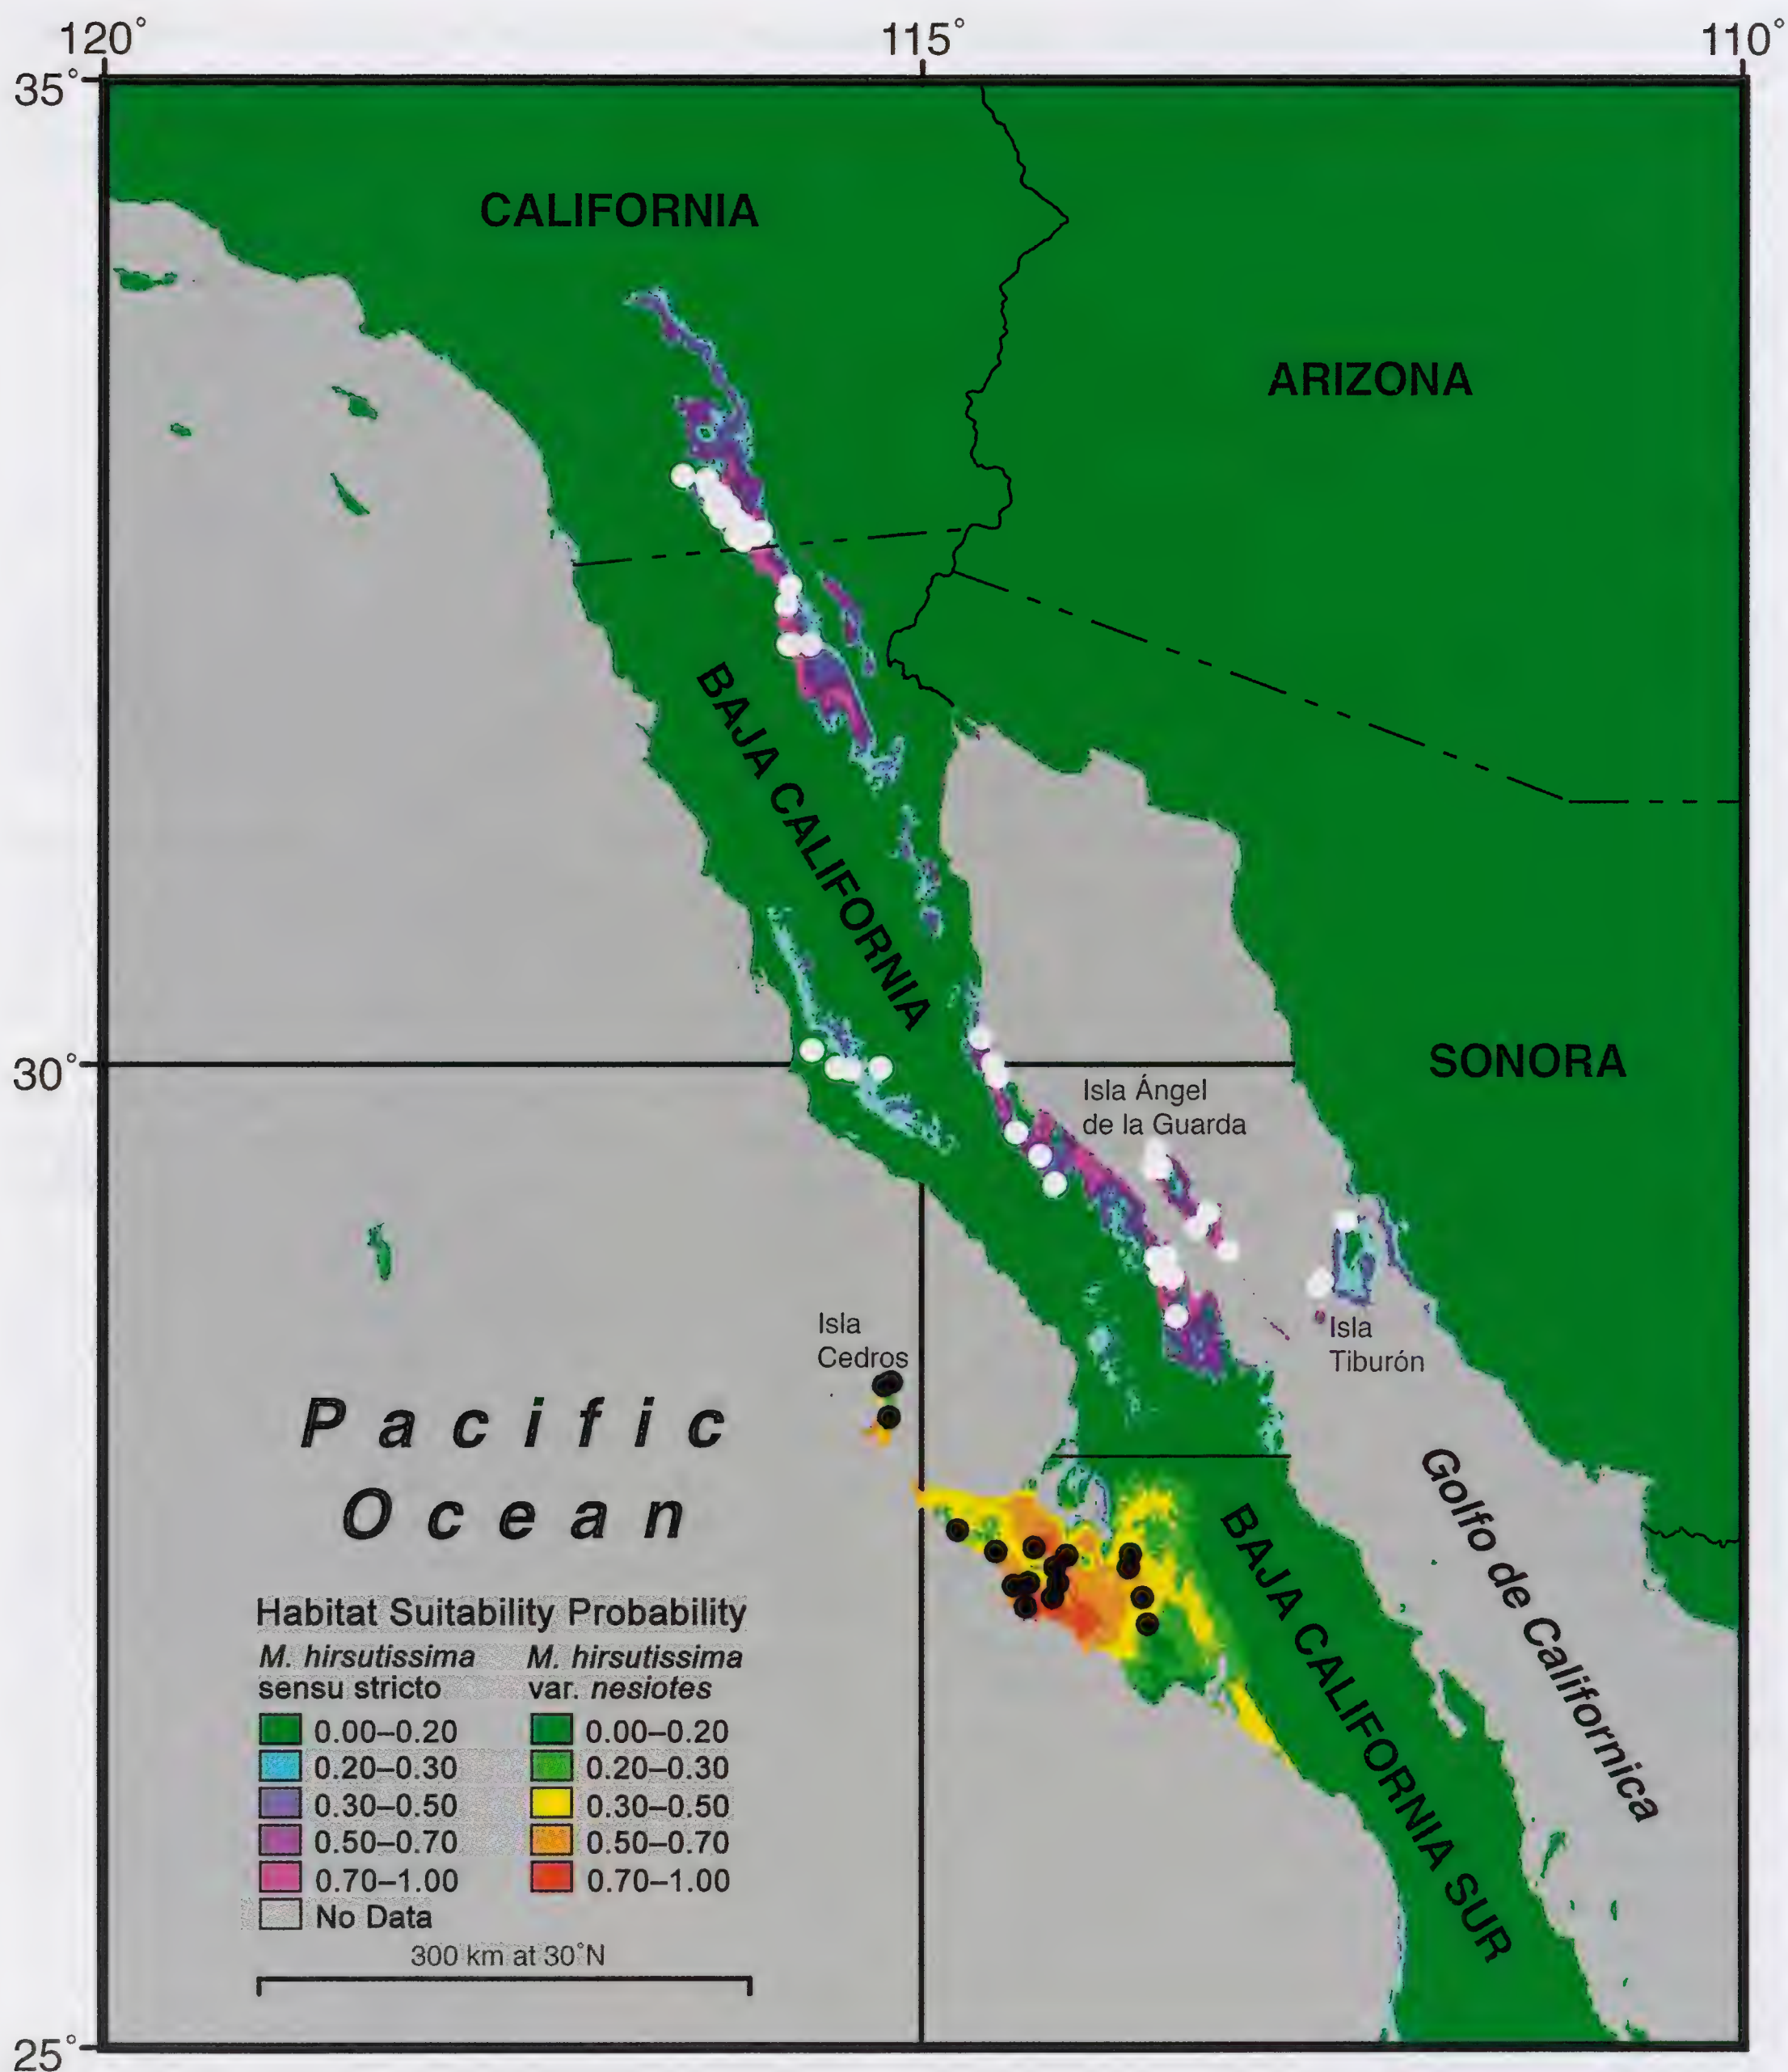 120° 115° 110°
35°
CALIFORNIA
ARIZONA
BAJA CALIFORNIA
30°
SONORA
Isla Ángel
de la Guarda
Isla
Cedros
Isla
Tiburón
Pacific
Ocean
Golfo de Californica
BAJA CALIFORNIA SUR
Habitat Suitability Probability
M. hirsutissima M. hirsutissima
sensu stricto var. nesiotes
0.00–0.20 0.00–0.20
0.20–0.30 0.20–0.30
0.30–0.50 0.30–0.50
0.50–0.70 0.50–0.70
0.70–1.00 0.70–1.00
No Data
300 km at 30°N
25°